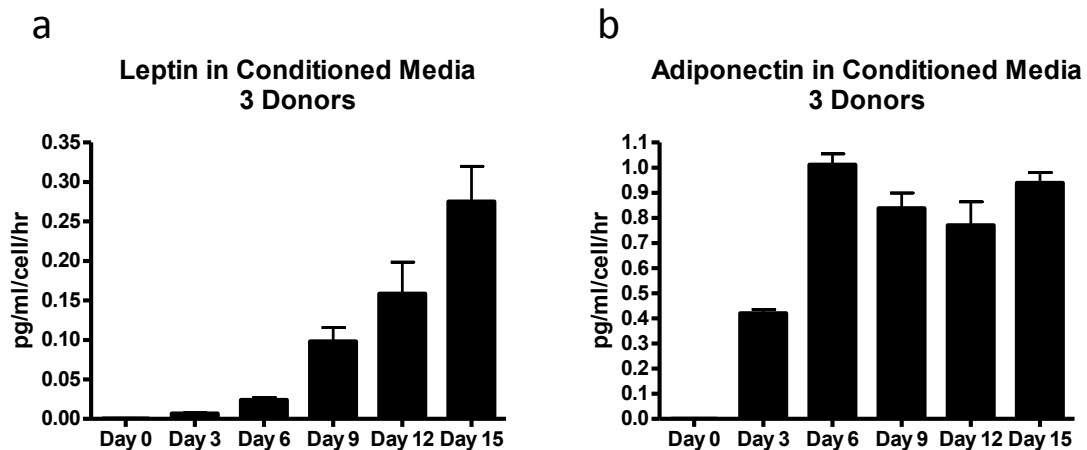 a
Leptin in Conditioned Media
3 Donors
pg/ml/cell/hr
0.35
0.30
0.25
0.20
0.15
0.10
0.05
0.00
Day 0 Day 3 Day 6 Day 9 Day 12 Day 15
b
Adiponectin in Conditioned Media
3 Donors
pg/ml/cell/hr
1.1
1.0
0.9
0.8
0.7
0.6
0.5
0.4
0.3
0.2
0.1
0.0
Day 0 Day 3 Day 6 Day 9 Day 12 Day 15